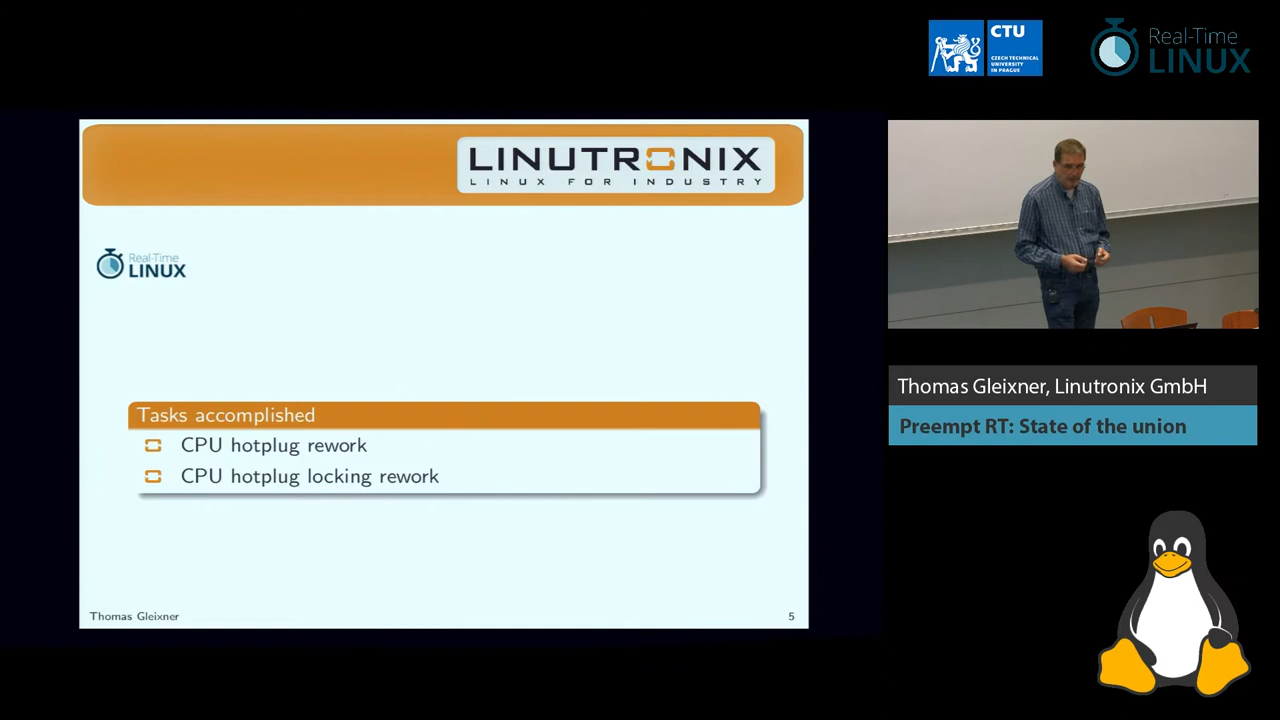 CTU
CZECH TECHNICAL
UNIVERSITY
IN PRAGUE
Real-Time
LINUX
LINUTRONIX
LINUX FOR INDUSTRY
Real-Time
LINUX
Tasks accomplished
CPU hotplug rework
CPU hotplug locking rework
Thomas Gleixner
5
Thomas Gleixner, Linutronix GmbH
Preempt RT: State of the union